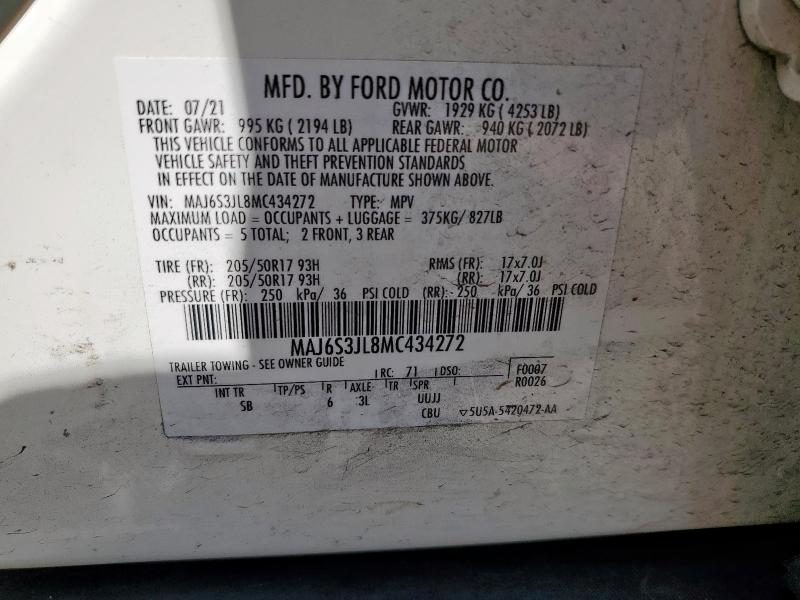 MFD. BY FORD MOTOR CO.
DATE: 07/21 GVWR: 1929 KG ( 4253 LB)
FRONT GAWR: 995 KG ( 2194 LB) REAR GAWR: 940 KG ( 2072 LB)
THIS VEHICLE CONFORMS TO ALL APPLICABLE FEDERAL MOTOR
VEHICLE SAFETY AND THEFT PREVENTION STANDARDS
IN EFFECT ON THE DATE OF MANUFACTURE SHOWN ABOVE.
VIN: MAJ6S3JL8MC434272 TYPE: MPV
MAXIMUM LOAD = OCCUPANTS + LUGGAGE = 375KG/ 827LB
OCCUPANTS = 5 TOTAL; 2 FRONT, 3 REAR
TIRE (FR): 205/50R17 93H RIMS (FR): 17x7.0J
(RR): 205/50R17 93H (RR): 17x7.0J
PRESSURE (FR): 250 kPa/ 36 PSI COLD (RR): 250 kPa/ 36 PSI COLD
MAJ6S3JL8MC434272
TRAILER TOWING - SEE OWNER GUIDE
EXT PNT: RC: 71 DSO: F0007
R0026
INT TR TP/PS R AXLE TR SPR
SB 6 3L UUJJ
CBU 5U5A-5420472-AA